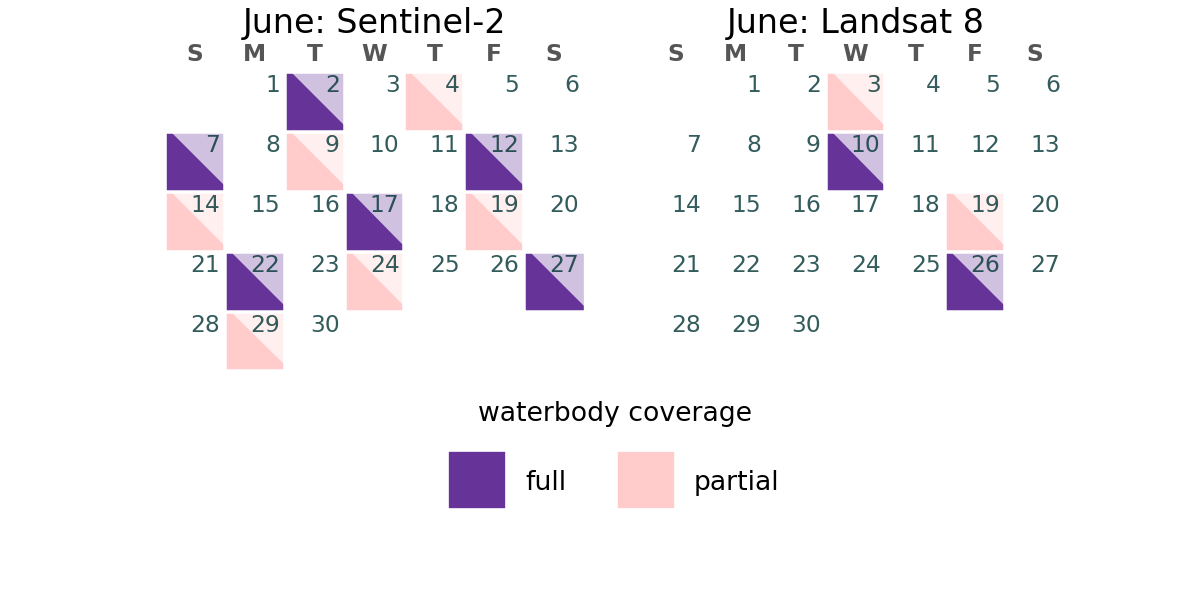 June: Sentinel-2
S M T W T F S
1 2 3 4 5 6
7 8 9 10 11 12 13
14 15 16 17 18 19 20
21 22 23 24 25 26 27
28 29 30
June: Landsat 8
S M T W T F S
1 2 3 4 5 6
7 8 9 10 11 12 13
14 15 16 17 18 19 20
21 22 23 24 25 26 27
28 29 30
waterbody coverage
full
partial